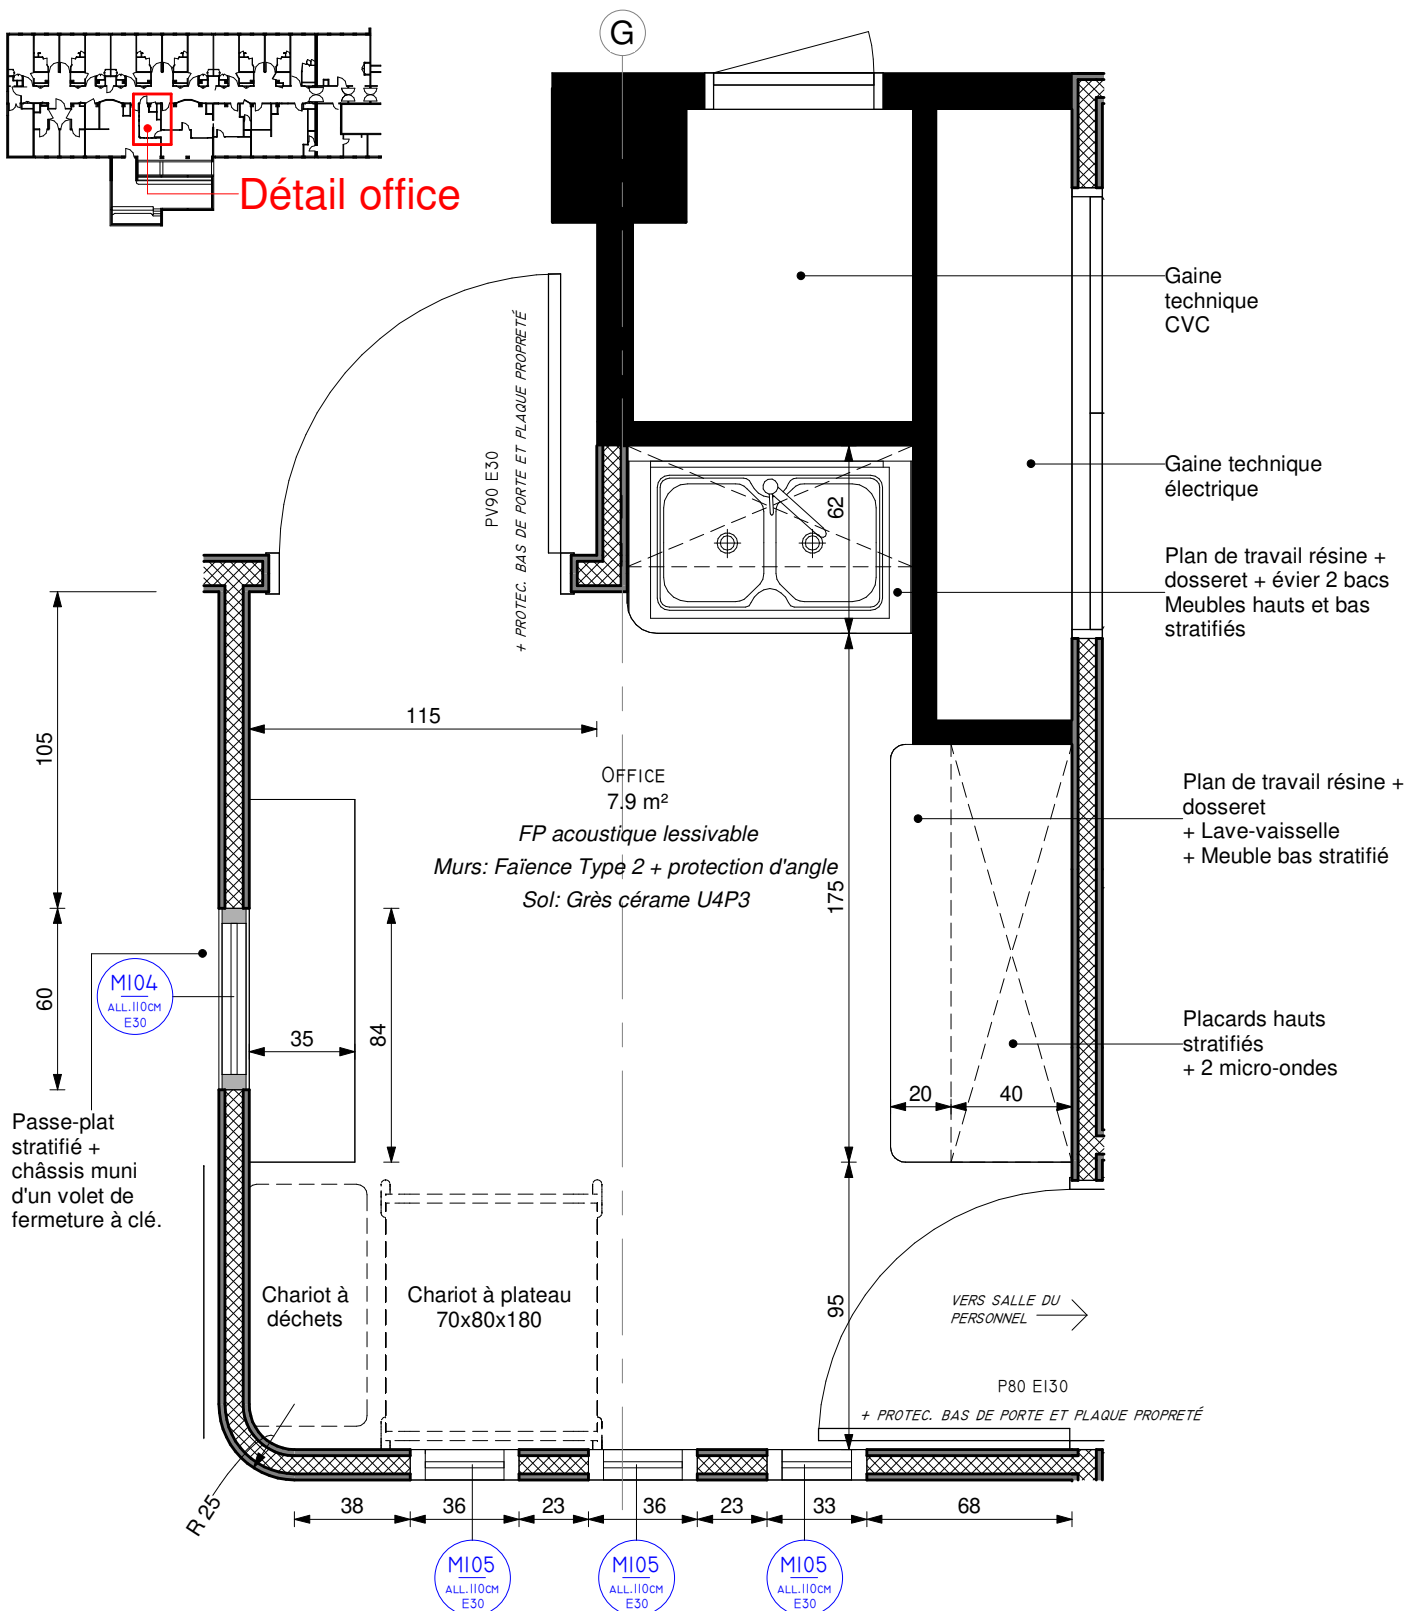 G
Détail office
Gaine
technique
CVC
PV90 E30
+ PROTEC. BAS DE PORTE ET PLAQUE PROPRETÉ
Gaine technique
électrique
62
Plan de travail résine +
dosseret + évier 2 bacs
Meubles hauts et bas
stratifiés
115
105
OFFICE
7.9 m²
FP acoustique lessivable
Murs: Faïence Type 2 + protection d'angle
Sol: Grès cérame U4P3
175
Plan de travail résine +
dosseret
+ Lave-vaisselle
+ Meuble bas stratifié
60
MI04
ALL.110CM
E30
35
84
Placards hauts
stratifiés
+ 2 micro-ondes
20
40
Passe-plat
stratifié +
châssis muni
d'un volet de
fermeture à clé.
Chariot à
déchets
Chariot à plateau
70x80x180
95
VERS SALLE DU
PERSONNEL
P80 EI30
+ PROTEC. BAS DE PORTE ET PLAQUE PROPRETÉ
R 25
38
36
23
36
23
33
68
MI05
ALL.110CM
E30
MI05
ALL.110CM
E30
MI05
ALL.110CM
E30